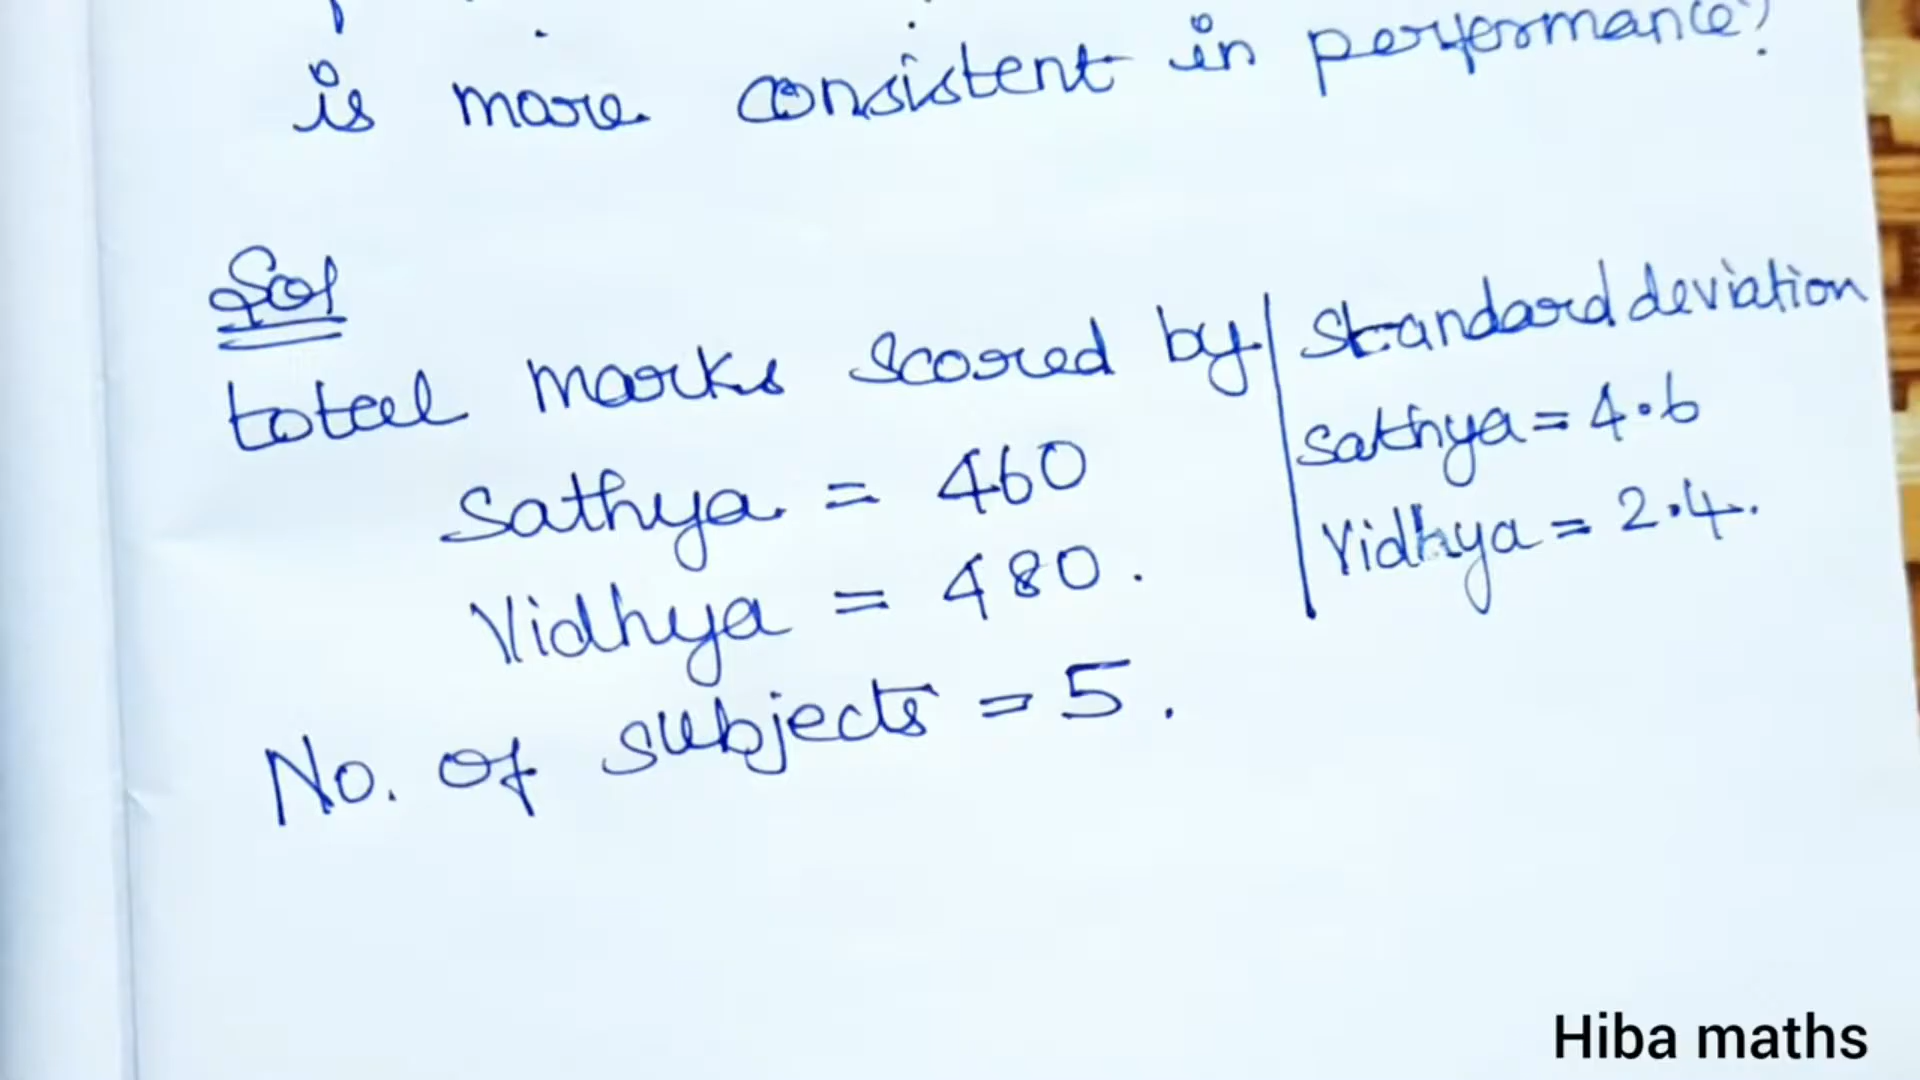 is more consistent in performance?
Sol
total marks scored by
Sathya = 460
Vidhya = 480.
No. of subjects = 5.
Standard deviation
Sathya = 4.6
Vidhya = 2.4.
Hiba maths